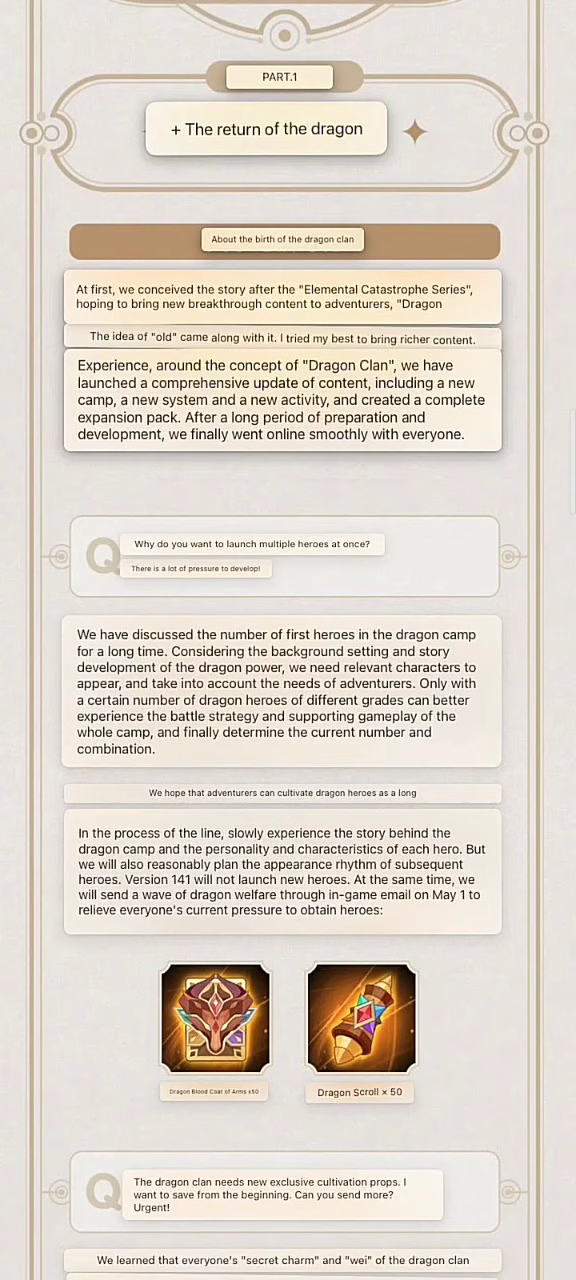 PART.1
+ The return of the dragon
About the birth of the dragon clan
At first, we conceived the story after the "Elemental Catastrophe Series",
hoping to bring new breakthrough content to adventurers, "Dragon
The idea of "old" came along with it. I tried my best to bring richer content.
Experience, around the concept of "Dragon Clan", we have
launched a comprehensive update of content, including a new
camp, a new system and a new activity, and created a complete
expansion pack. After a long period of preparation and
development, we finally went online smoothly with everyone.
Q
Why do you want to launch multiple heroes at once?
There is a lot of pressure to develop!
We have discussed the number of first heroes in the dragon camp
for a long time. Considering the background setting and story
development of the dragon power, we need relevant characters to
appear, and take into account the needs of adventurers. Only with
a certain number of dragon heroes of different grades can better
experience the battle strategy and supporting gameplay of the
whole camp, and finally determine the current number and
combination.
We hope that adventurers can cultivate dragon heroes as a long
In the process of the line, slowly experience the story behind the
dragon camp and the personality and characteristics of each hero. But
we will also reasonably plan the appearance rhythm of subsequent
heroes. Version 141 will not launch new heroes. At the same time, we
will send a wave of dragon welfare through in-game email on May 1 to
relieve everyone's current pressure to obtain heroes:
Dragon Blood Coat of Arms x50
Dragon Scroll × 50
Q
The dragon clan needs new exclusive cultivation props. I
want to save from the beginning. Can you send more?
Urgent!
We learned that everyone's "secret charm" and "wei" of the dragon clan